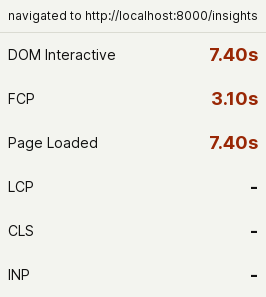 navigated to http://localhost:8000/insights
DOM Interactive 7.40s
FCP 3.10s
Page Loaded 7.40s
LCP -
CLS -
INP -